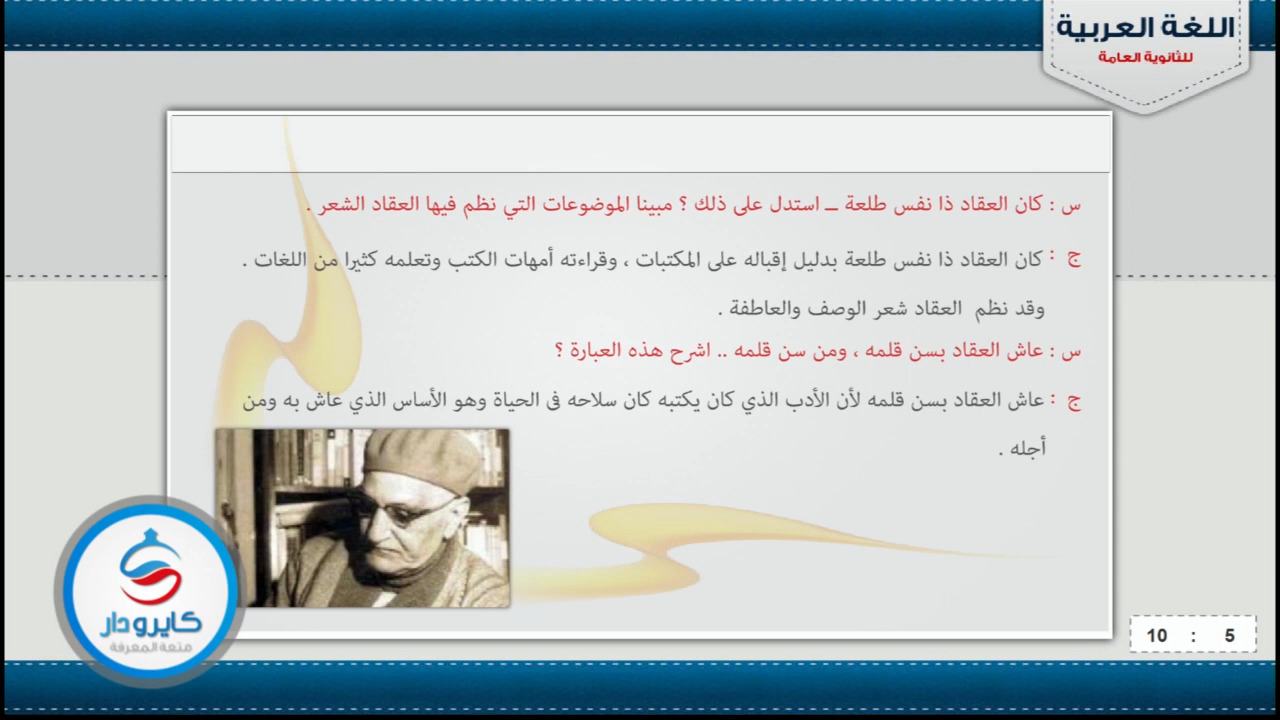 اللغة العربية
للثانوية العامة
س : كان العقاد ذا نفس طلعة ــ استدل على ذلك ؟ مبينا الموضوعات التي نظم فيها العقاد الشعر .
ج : كان العقاد ذا نفس طلعة بدليل إقباله على المكتبات ، وقراءته أمهات الكتب وتعلمه كثيرا من اللغات .
وقد نظم العقاد شعر الوصف والعاطفة .
س : عاش العقاد بسن قلمه ، ومن سن قلمه .. اشرح هذه العبارة ؟
ج : عاش العقاد بسن قلمه لأن الأدب الذي كان يكتبه كان سلاحه فى الحياة وهو الأساس الذي عاش به ومن
أجله .
كايرودار
متعة المعرفة
10 : 5